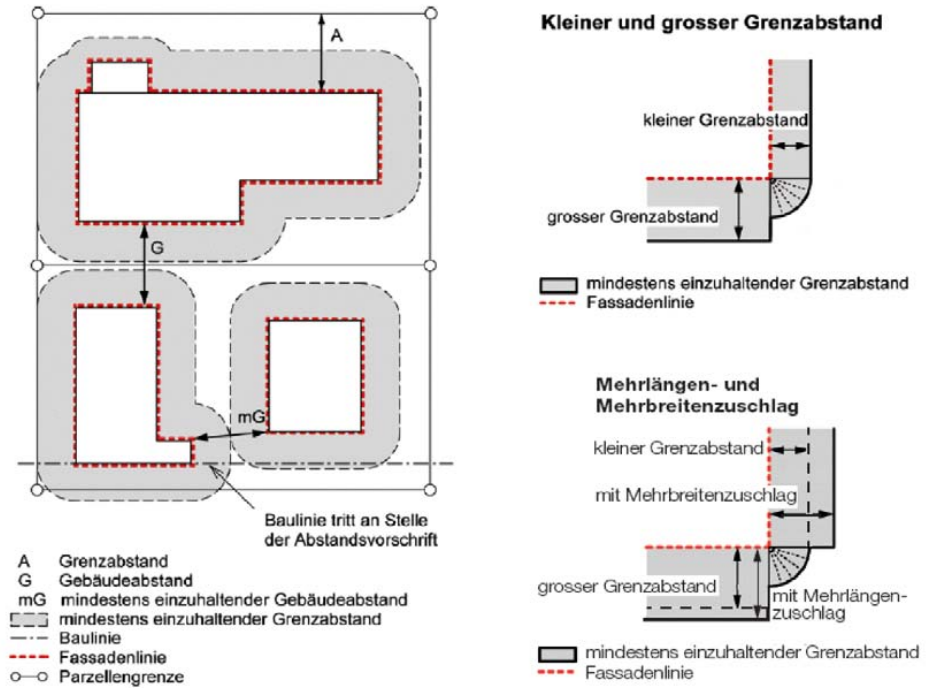 A
G
mG
Baulinie tritt an Stelle
der Abstandsvorschrift
A Grenzabstand
G Gebäudeabstand
mG mindestens einzuhaltender Gebäudeabstand
mindestens einzuhaltender Grenzabstand
Baulinie
Fassadenlinie
Parzellengrenze
Kleiner und grosser Grenzabstand
kleiner Grenzabstand
grosser Grenzabstand
mindestens einzuhaltender Grenzabstand
Fassadenlinie
Mehrlängen- und
Mehrbreitenzuschlag
kleiner Grenzabstand
mit Mehrbreitenzuschlag
grosser Grenzabstand
mit Mehrlängen-
zuschlag
mindestens einzuhaltender Grenzabstand
Fassadenlinie